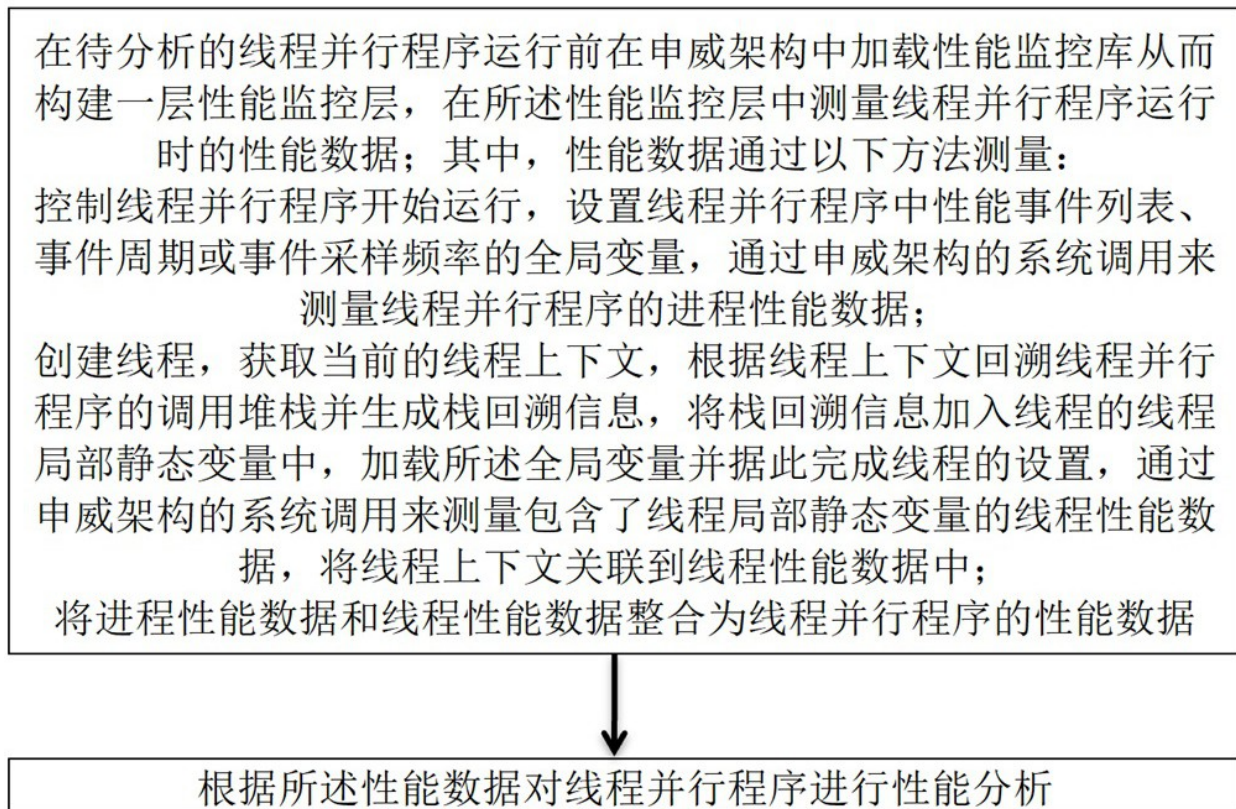 在待分析的线程并行程序运行前在申威架构中加载性能监控库从而
构建一层性能监控层，在所述性能监控层中测量线程并行程序运行
时的性能数据；其中，性能数据通过以下方法测量：
控制线程并行程序开始运行，设置线程并行程序中性能事件列表、
事件周期或事件采样频率的全局变量，通过申威架构的系统调用来
测量线程并行程序的进程性能数据；
创建线程，获取当前的线程上下文，根据线程上下文回溯线程并行
程序的调用堆栈并生成栈回溯信息，将栈回溯信息加入线程的线程
局部静态变量中，加载所述全局变量并据此完成线程的设置，通过
申威架构的系统调用来测量包含了线程局部静态变量的线程性能数
据，将线程上下文关联到线程性能数据中；
将进程性能数据和线程性能数据整合为线程并行程序的性能数据
根据所述性能数据对线程并行程序进行性能分析